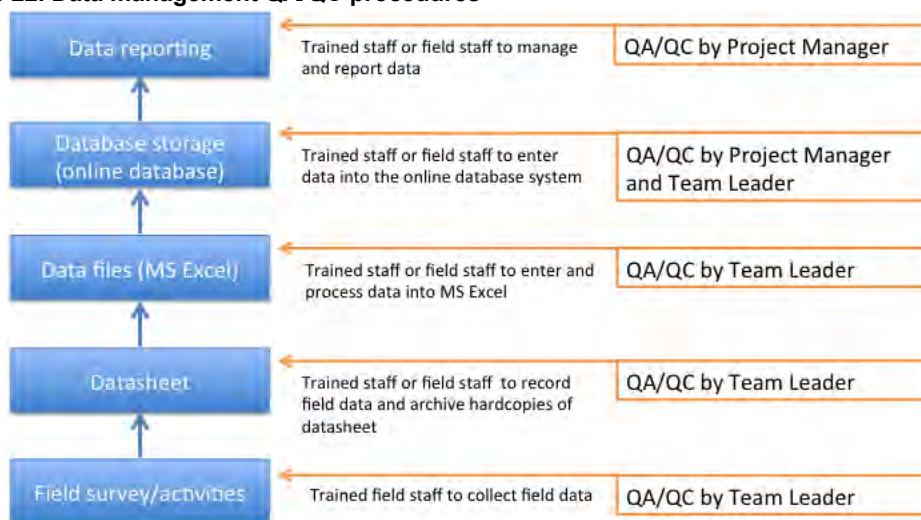 Data management QA/QC procedures
Data reporting
Trained staff or field staff to manage
and report data
QA/QC by Project Manager
Database storage
(online database)
Trained staff or field staff to enter
data into the online database system
QA/QC by Project Manager
and Team Leader
Data files (MS Excel)
Trained staff or field staff to enter and
process data into MS Excel
QA/QC by Team Leader
Datasheet
Trained staff or field staff to record
field data and archive hardcopies of
datasheet
QA/QC by Team Leader
Field survey/activities
Trained field staff to collect field data
QA/QC by Team Leader